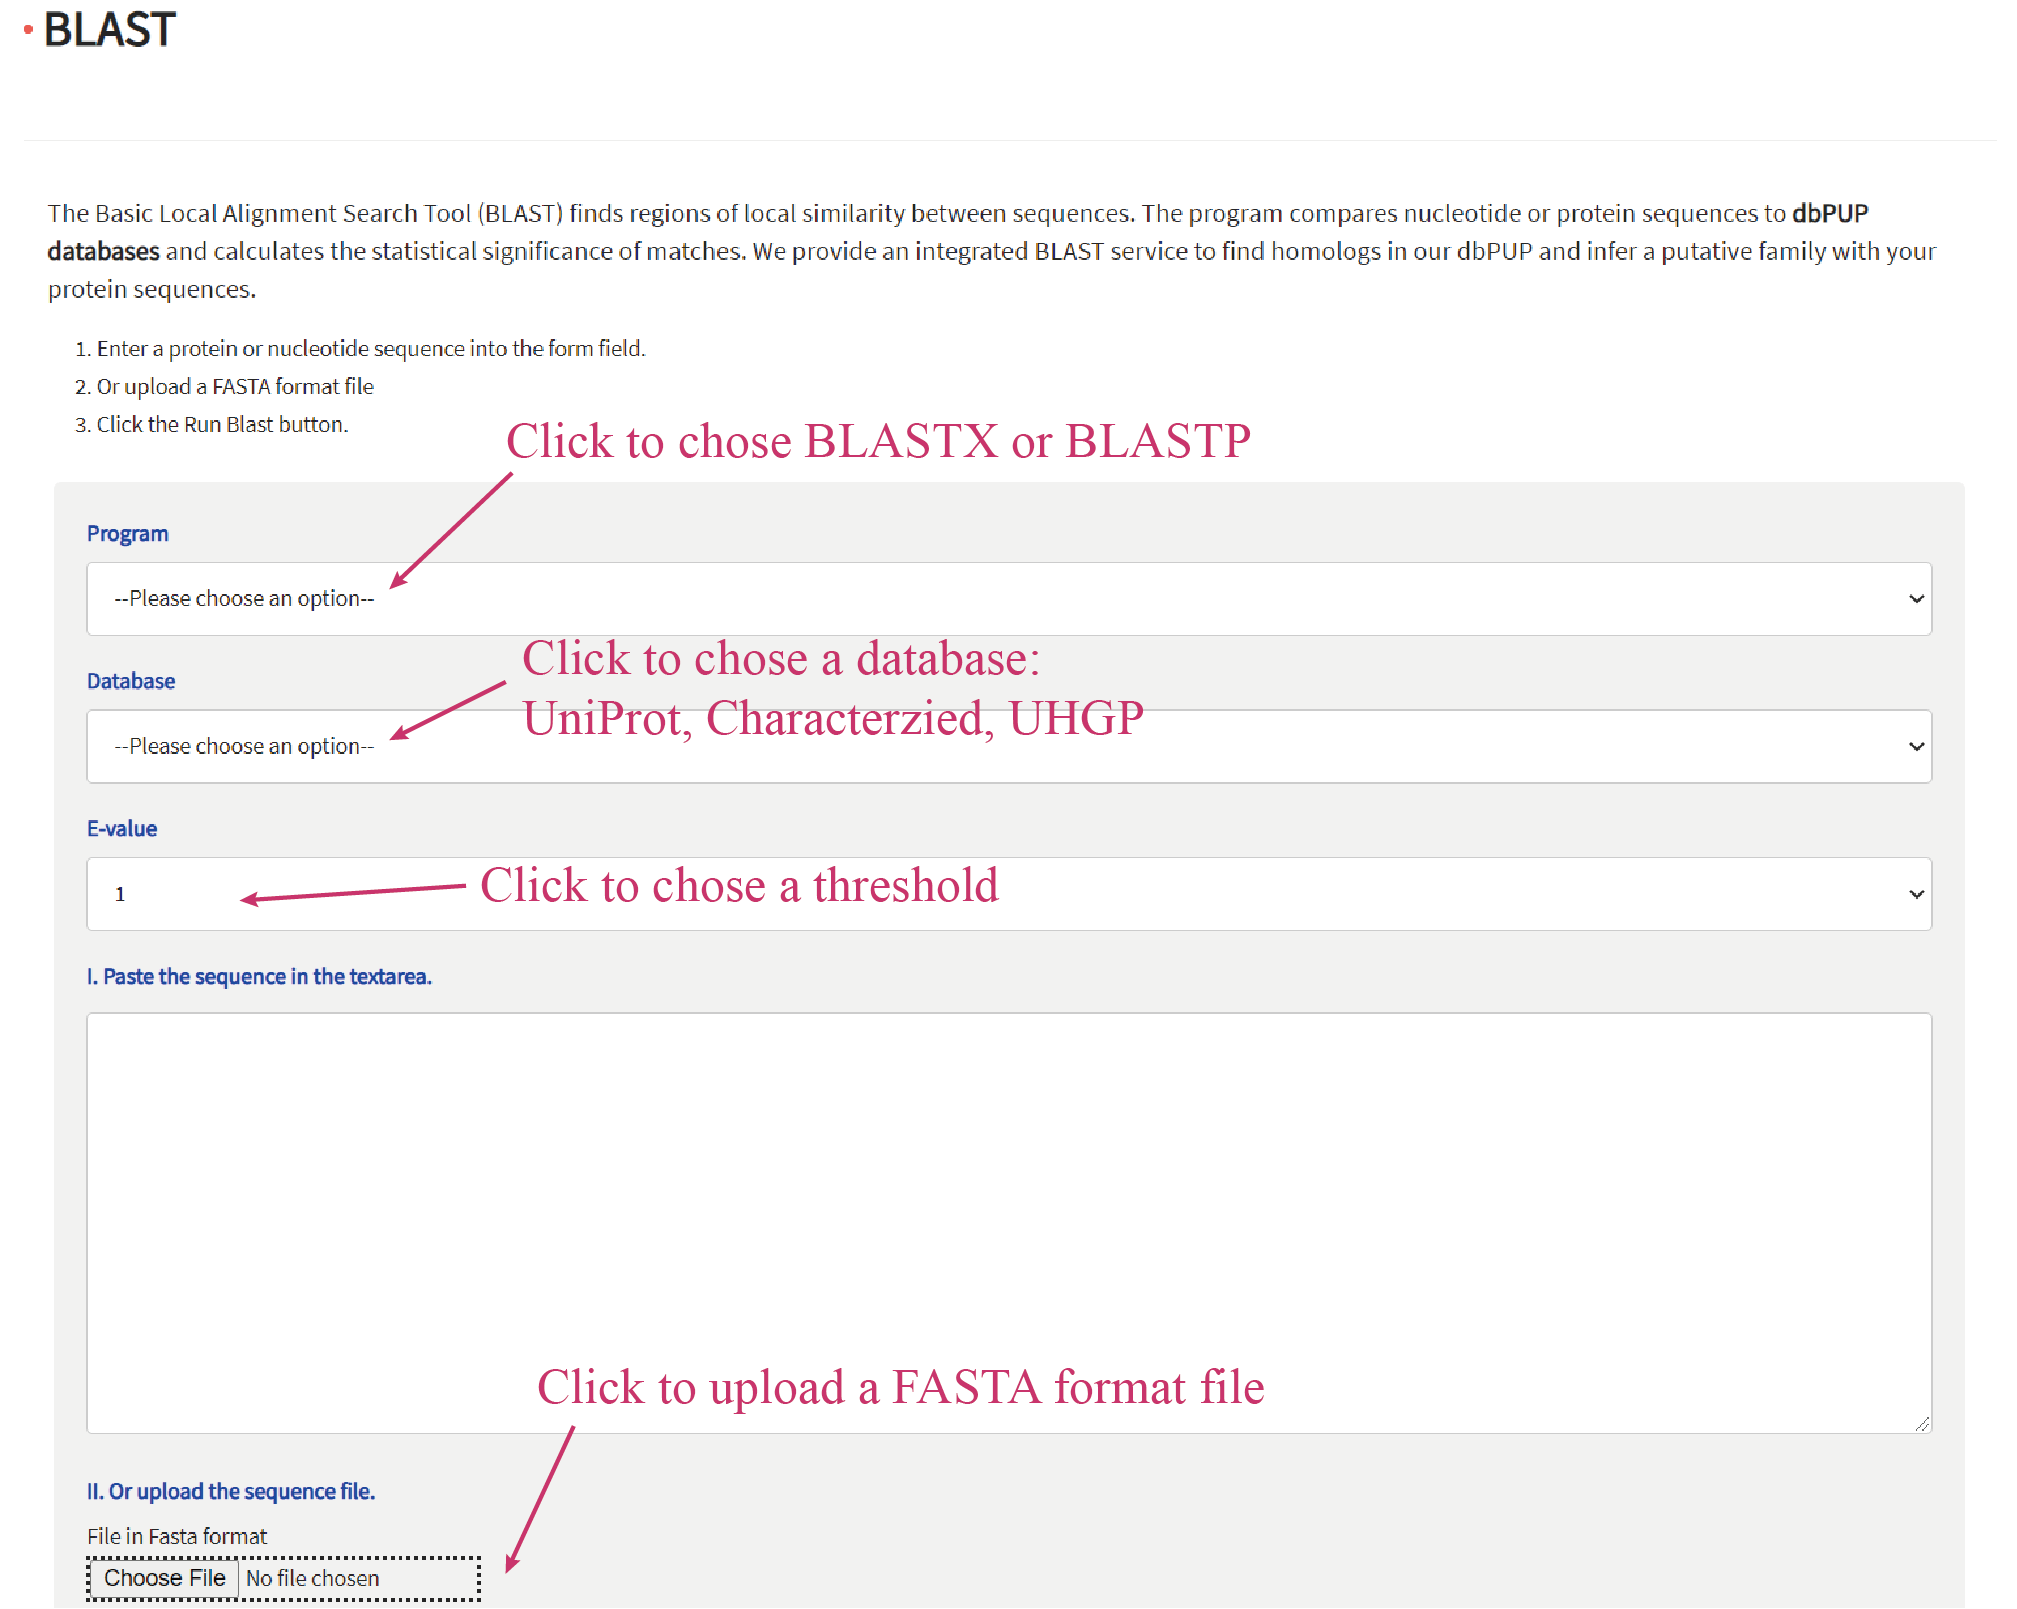 BLAST
The Basic Local Alignment Search Tool (BLAST) finds regions of local similarity between sequences. The program compares nucleotide or protein sequences to dbPUP
databases and calculates the statistical significance of matches. We provide an integrated BLAST service to find homologs in our dbPUP and infer a putative family with your
protein sequences.
1. Enter a protein or nucleotide sequence into the form field.
2. Or upload a FASTA format file
3. Click the Run Blast button.
Click to chose BLASTX or BLASTP
Program
--Please choose an option--
Click to chose a database:
Database
UniProt, Characterzied, UHGP
--Please choose an option--
E-value
Click to chose a threshold
1
I. Paste the sequence in the textarea.
Click to upload a FASTA format file
II. Or upload the sequence file.
File in Fasta format
Choose File No file chosen